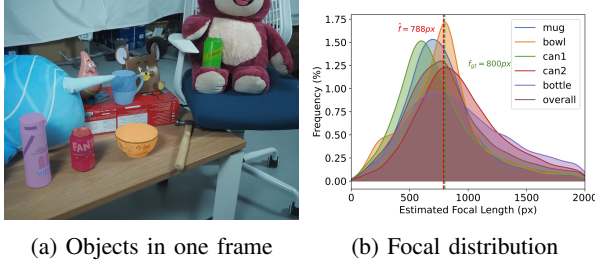 FANT
f̂ = 788px
f_gt = 800px
mug
bowl
can1
can2
bottle
overall
Frequency (%)
1.75
1.50
1.25
1.00
0.75
0.50
0.25
0.00
0 500 1000 1500 2000
Estimated Focal Length (px)
(a) Objects in one frame
(b) Focal distribution